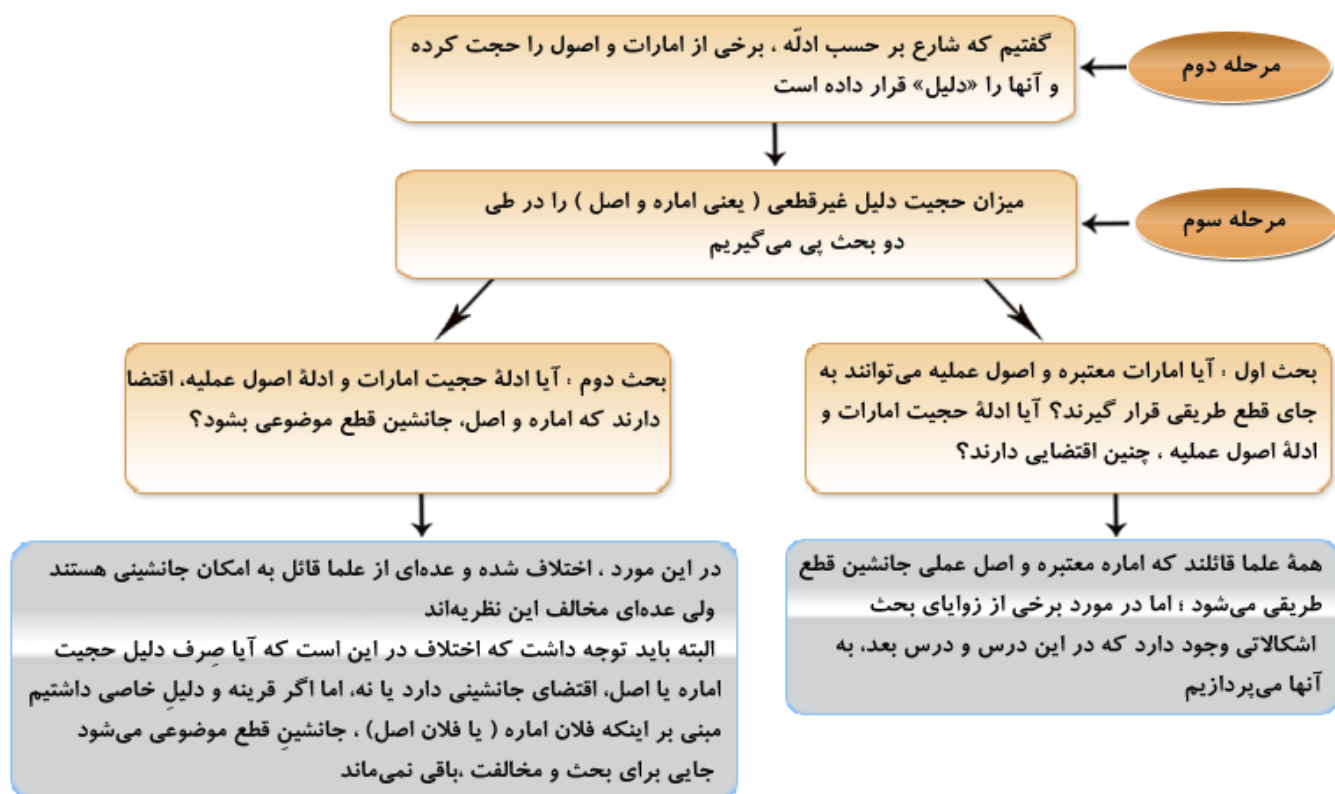 مرحله دوم
گفتیم که شارع بر حسب ادلّه ، برخی از امارات و اصول را حجت کرده
و آنها را «دلیل» قرار داده است
مرحله سوم
میزان حجیت دلیل غیرقطعی ( یعنی اماره و اصل ) را در طی
دو بحث پی می‌گیریم
بحث اول : آیا امارات معتبره و اصول عملیه می‌توانند به
جای قطع طریقی قرار گیرند؟ آیا ادلهٔ حجیت امارات و
ادلهٔ اصول عملیه ، چنین اقتضایی دارند؟
بحث دوم : آیا ادلهٔ حجیت امارات و ادلهٔ اصول عملیه، اقتضا
دارند که اماره و اصل، جانشین قطع موضوعی بشود؟
همهٔ علما قائلند که اماره معتبره و اصل عملی جانشین قطع
طریقی می‌شود ؛ اما در مورد برخی از زوایای بحث
اشکالاتی وجود دارد که در این درس و درس بعد، به
آنها می‌پردازیم
در این مورد ، اختلاف شده و عده‌ای از علما قائل به امکان جانشینی هستند
ولی عده‌ای مخالف این نظریه‌اند
البته باید توجه داشت که اختلاف در این است که آیا صِرف دلیل حجیت
اماره یا اصل، اقتضای جانشینی دارد یا نه، اما اگر قرینه و دلیلِ خاصی داشتیم
مبنی بر اینکه فلان اماره ( یا فلان اصل) ، جانشینِ قطع موضوعی می‌شود
جایی برای بحث و مخالفت ،باقی نمی‌ماند